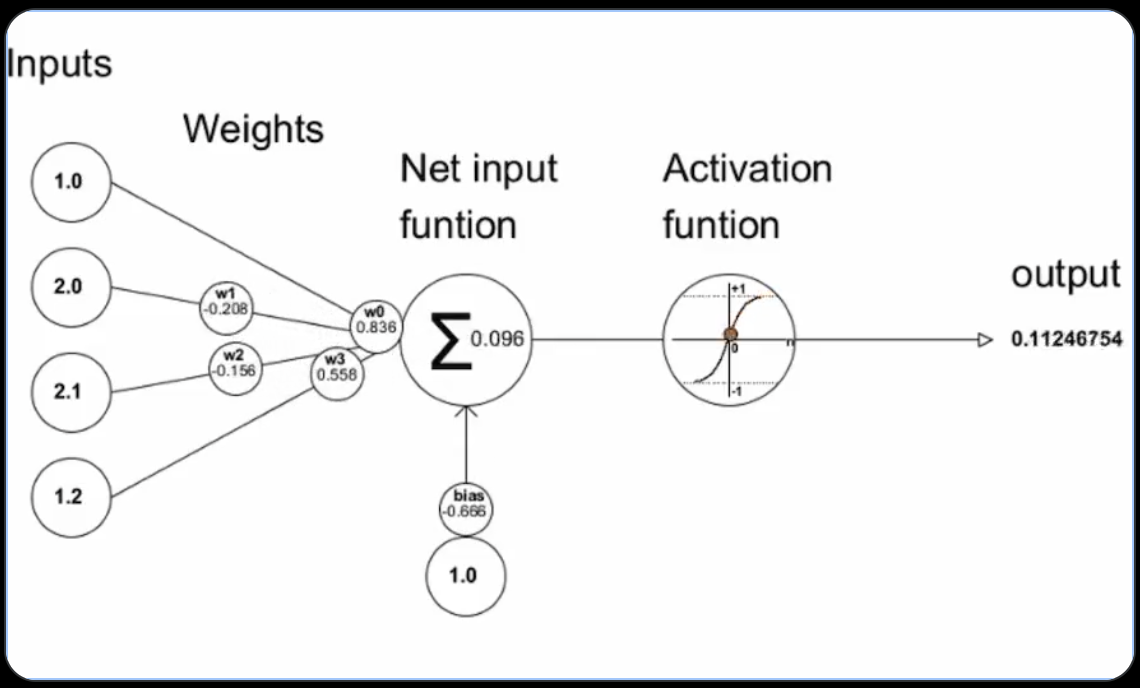 Inputs
Weights
Net input
funtion
Activation
funtion
output
1.0
2.0
2.1
1.2
w1
-0.208
w2
-0.156
w0
0.836
w3
0.558
∑ 0.096
+1
0
n
-1
0.11246754
bias
-0.666
1.0